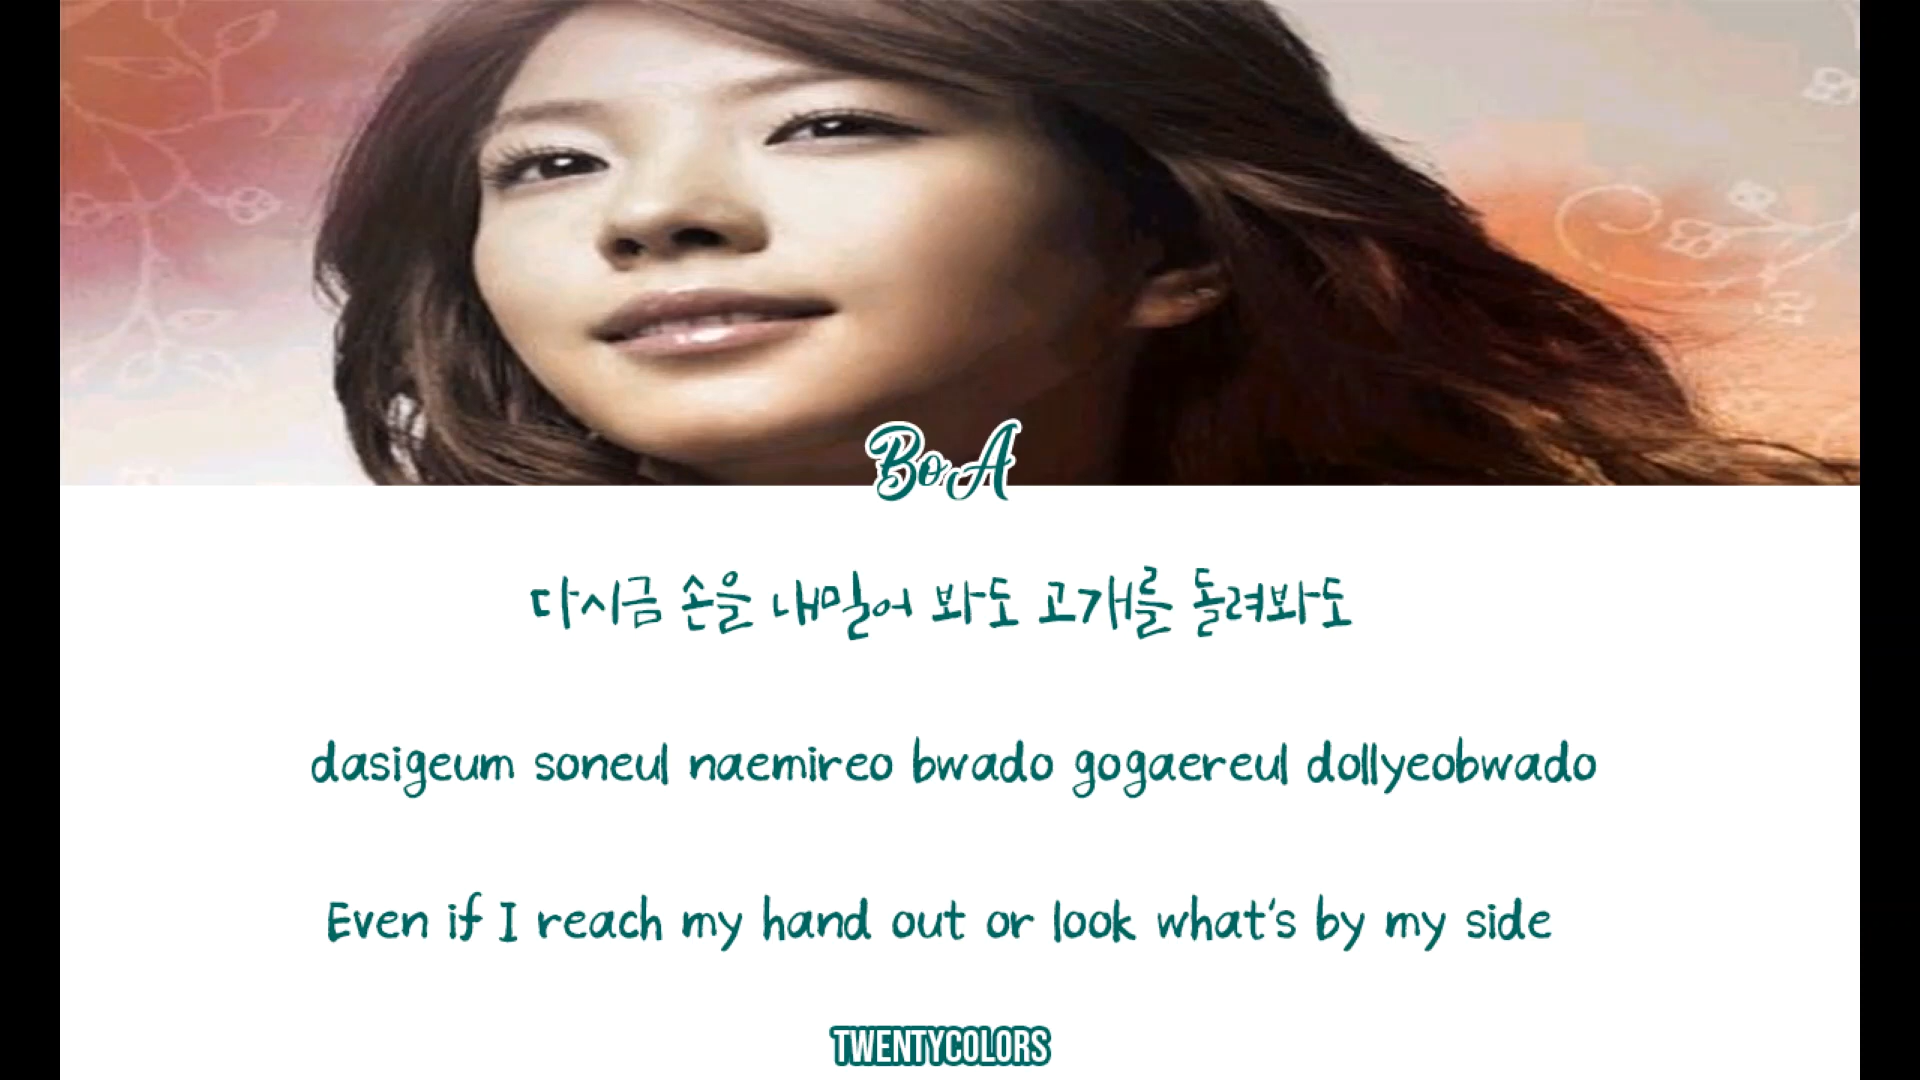 BoA
다시금 손을 내밀어 봐도 고개를 돌려봐도
dasigeum soneul naemireo bwado gogaereul dollyeobwado
Even if I reach my hand out or look what's by my side
TWENTYCOLORS